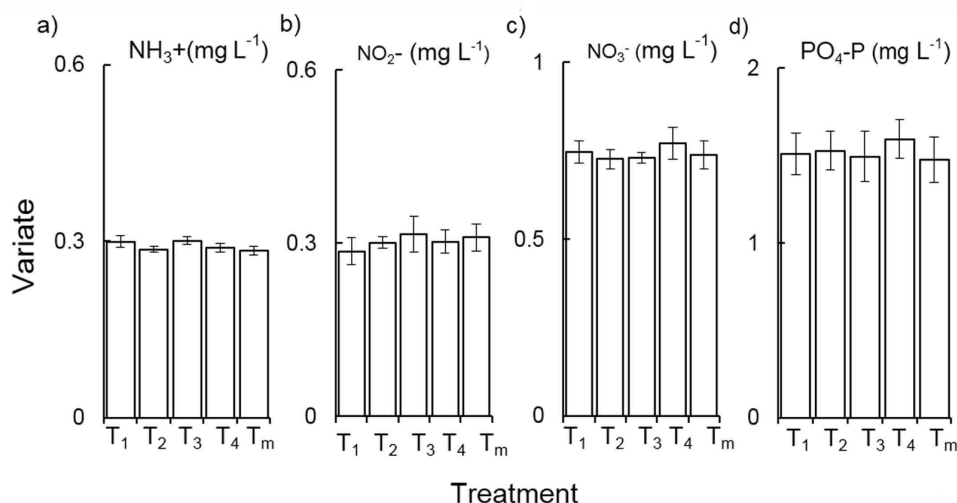 a)
NH₃+(mg L⁻¹)
0.6
0.3
0
T₁ T₂ T₃ T₄ Tₘ
b)
NO₂- (mg L⁻¹)
0.6
0.3
0
T₁ T₂ T₃ T₄ Tₘ
c)
NO₃- (mg L⁻¹)
1
0.5
0
T₁ T₂ T₃ T₄ Tₘ
d)
PO₄-P (mg L⁻¹)
2
1
0
T₁ T₂ T₃ T₄ Tₘ
Variate
Treatment